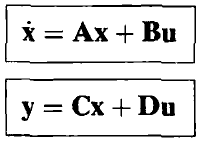 ẋ = Ax + Bu
y = Cx + Du